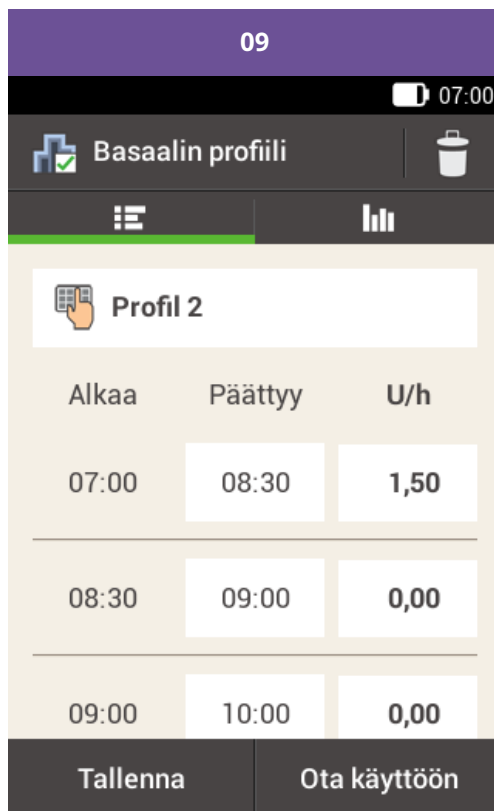 09
07:00
Basaalin profiili
Profil 2
Alkaa Päättyy U/h
07:00 08:30 1,50
08:30 09:00 0,00
09:00 10:00 0,00
Tallenna Ota käyttöön